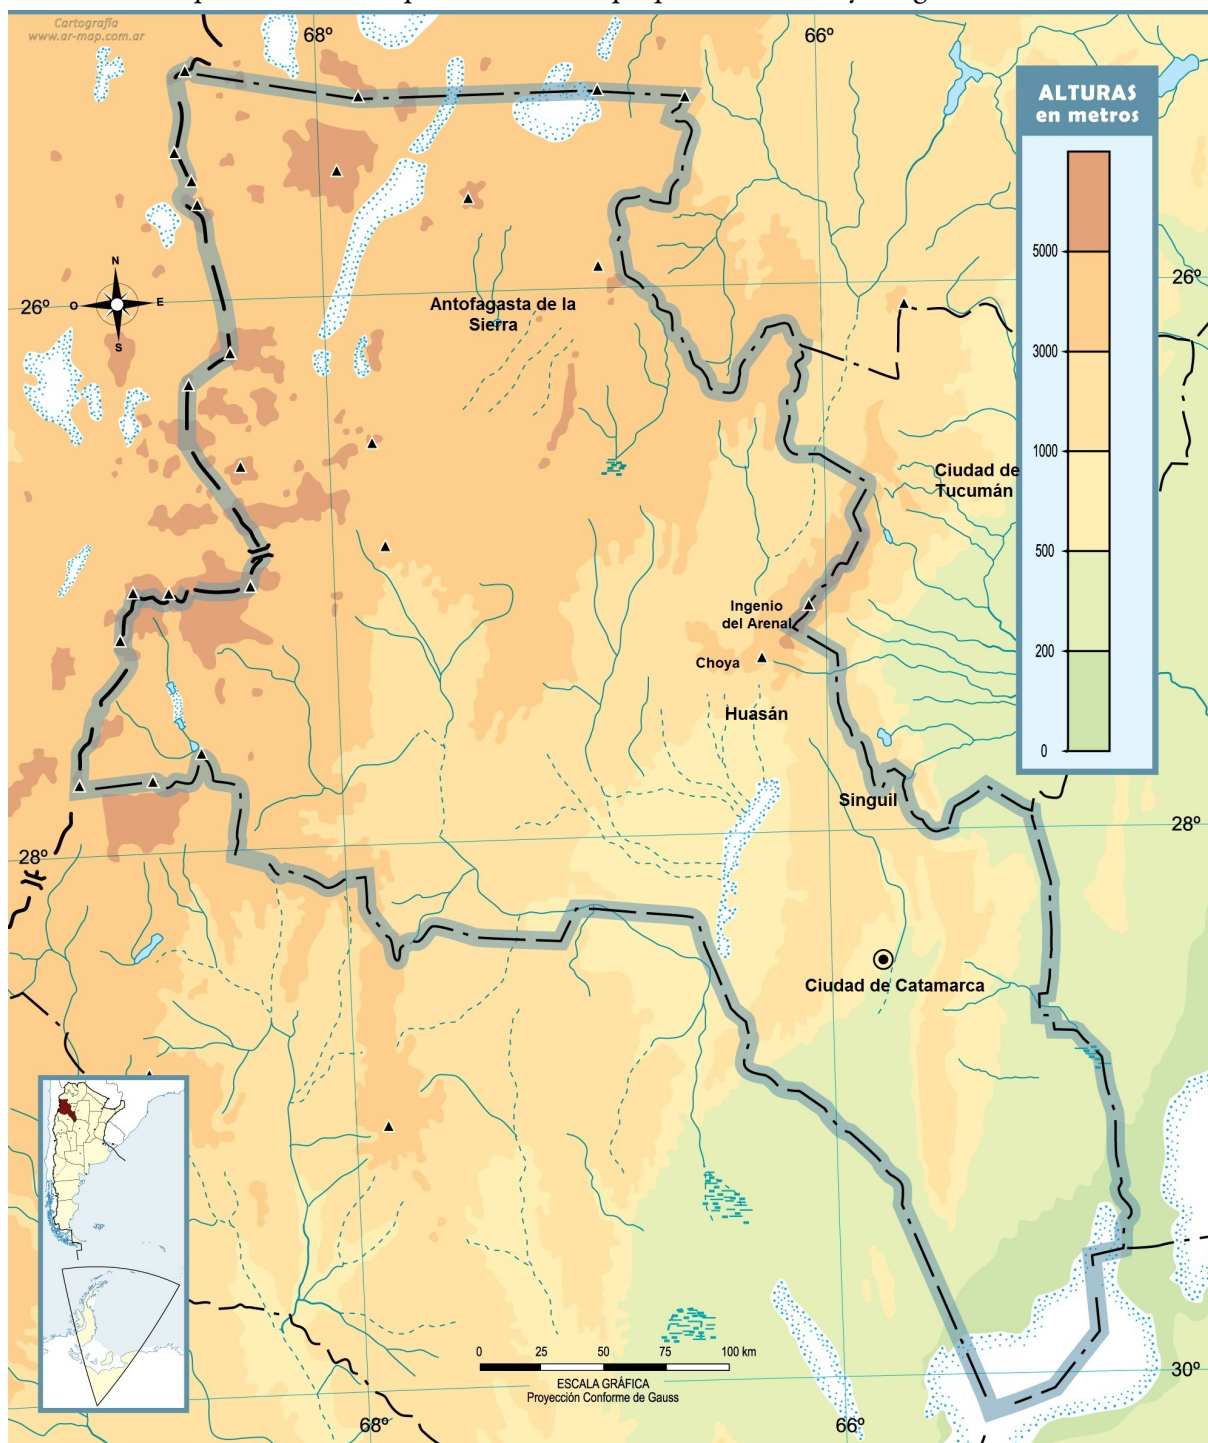 Cartografía
www.ar-map.com.ar
68º
66º
ALTURAS
en metros
5000
3000
1000
500
200
0
N
O
E
S
26º
26º
Antofagasta de la
Sierra
Ciudad de
Tucumán
Ingenio
del Arenal
Choya
Huasán
Singuil
28º
28º
Ciudad de Catamarca
0 25 50 75 100 km
ESCALA GRÁFICA
Proyección Conforme de Gauss
30º
68º
66º